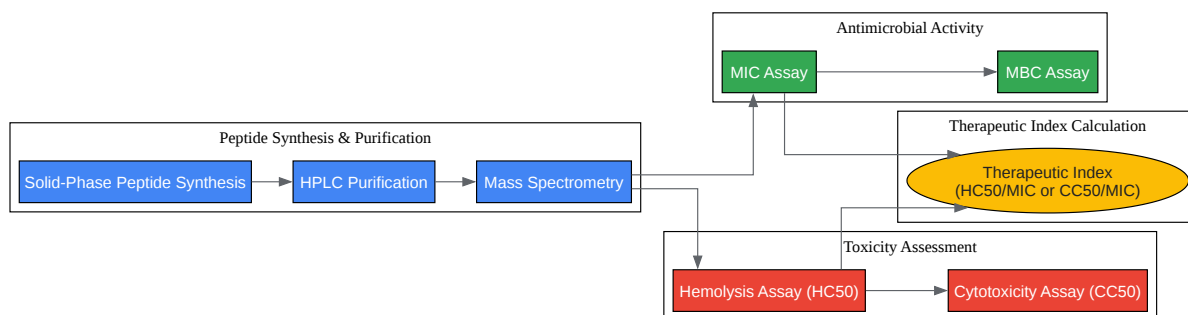 Antimicrobial Activity
MIC Assay
MBC Assay
Peptide Synthesis & Purification
Solid-Phase Peptide Synthesis
HPLC Purification
Mass Spectrometry
Therapeutic Index Calculation
Therapeutic Index
(HC50/MIC or CC50/MIC)
Toxicity Assessment
Hemolysis Assay (HC50)
Cytotoxicity Assay (CC50)